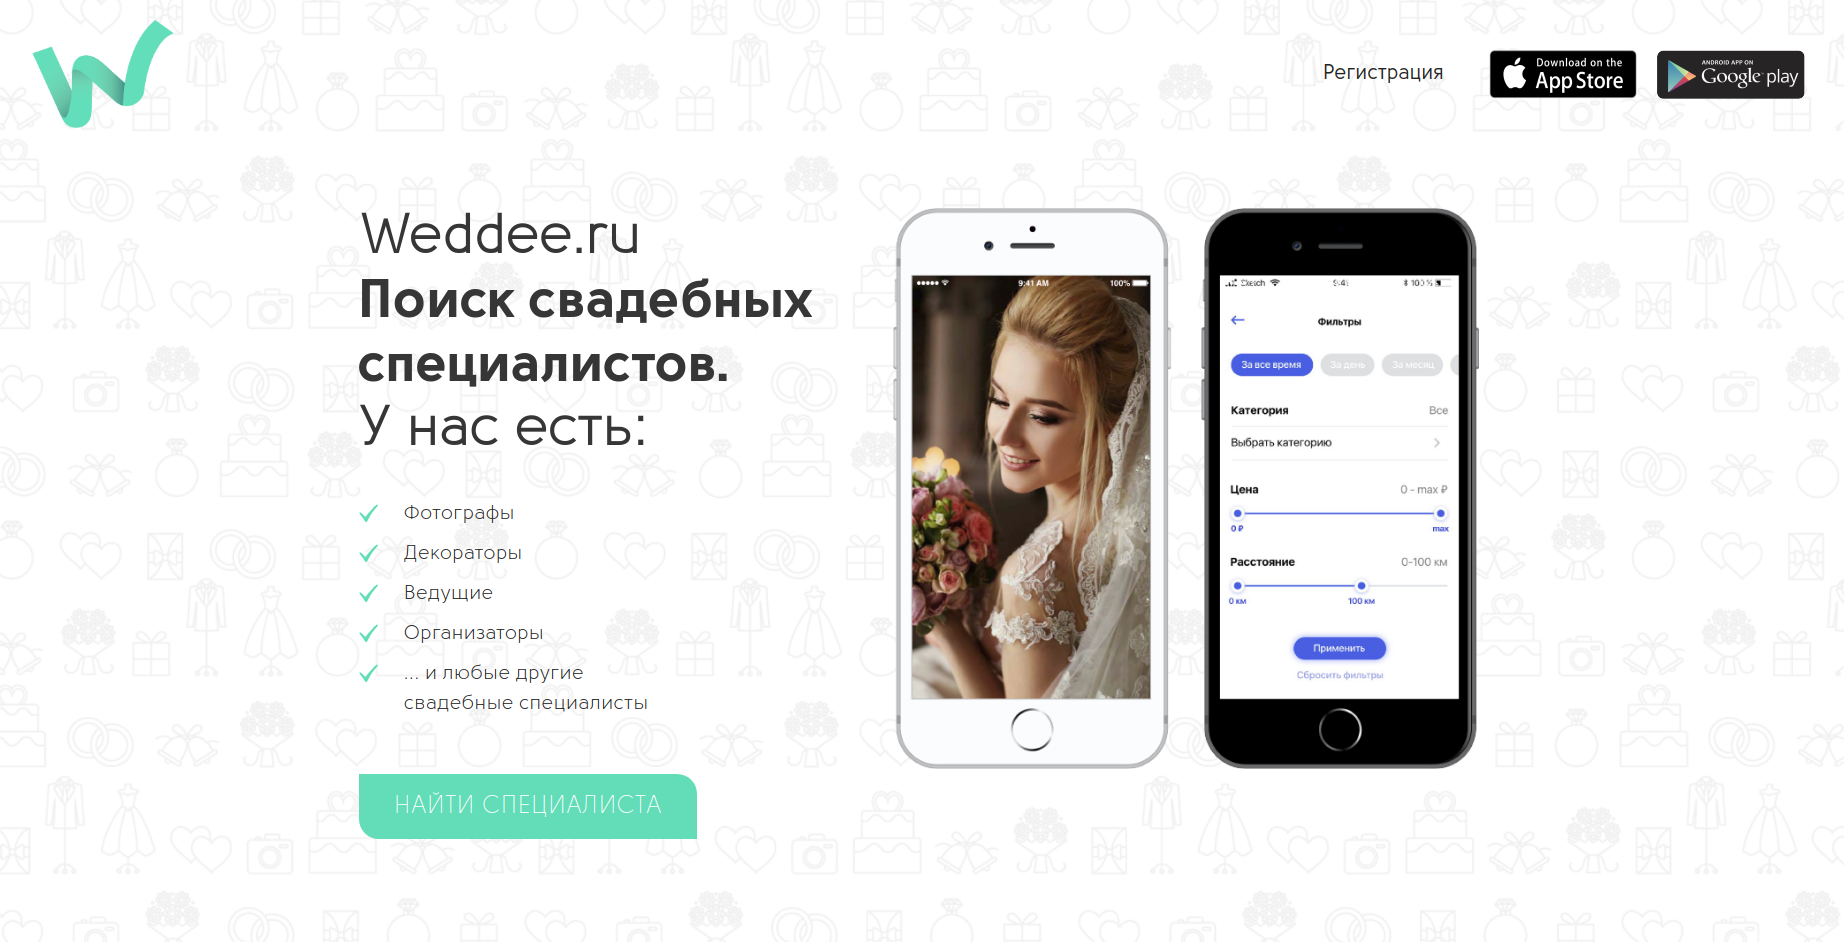 Регистрация
Download on the
App Store
ANDROID APP ON
Google play
Weddee.ru
Поиск свадебных
специалистов.
У нас есть:
Фотографы
Декораторы
Ведущие
Организаторы
... и любые другие
свадебные специалисты
НАЙТИ СПЕЦИАЛИСТА
9:41 AM
100%
Sketch
9:41
100 %
Фильтры
За все время
За день
За месяц
Категория
Все
Выбрать категорию
Цена
0 - max ₽
0 ₽
max
Расстояние
0-100 км
0 км
100 км
Применить
Сбросить фильтры